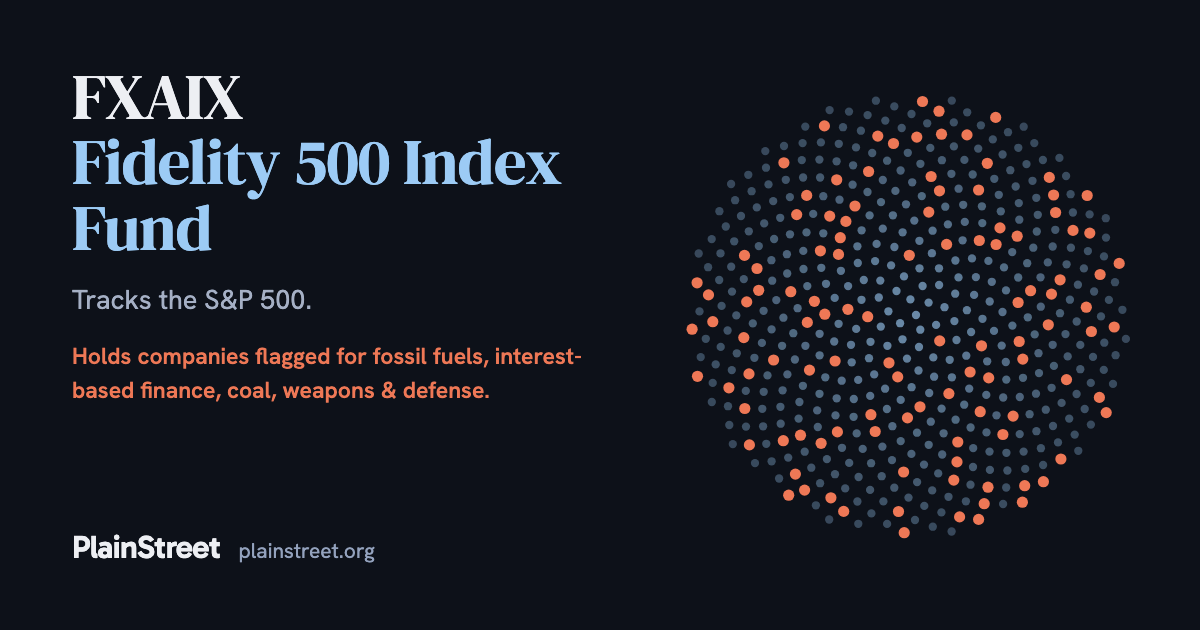 FXAIX
Fidelity 500 Index
Fund
Tracks the S&P 500.
Holds companies flagged for fossil fuels, interest-
based finance, coal, weapons & defense.
PlainStreet plainstreet.org